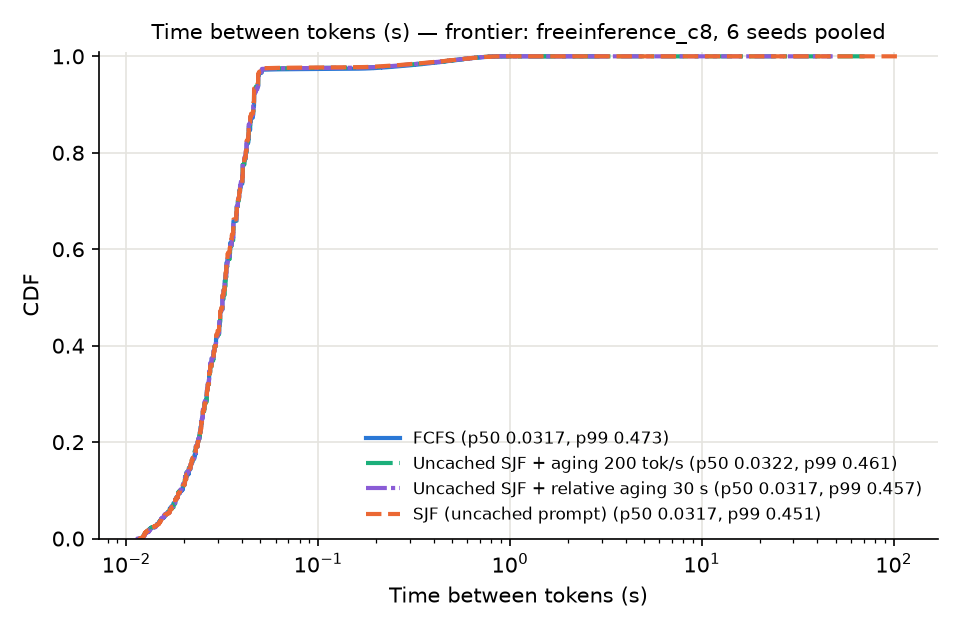 Time between tokens (s) — frontier: freeinference_c8, 6 seeds pooled
1.0
0.8
0.6
0.4
0.2
0.0
CDF
FCFS (p50 0.0317, p99 0.473)
Uncached SJF + aging 200 tok/s (p50 0.0322, p99 0.461)
Uncached SJF + relative aging 30 s (p50 0.0317, p99 0.457)
SJF (uncached prompt) (p50 0.0317, p99 0.451)
10⁻² 10⁻¹ 10⁰ 10¹ 10²
Time between tokens (s)